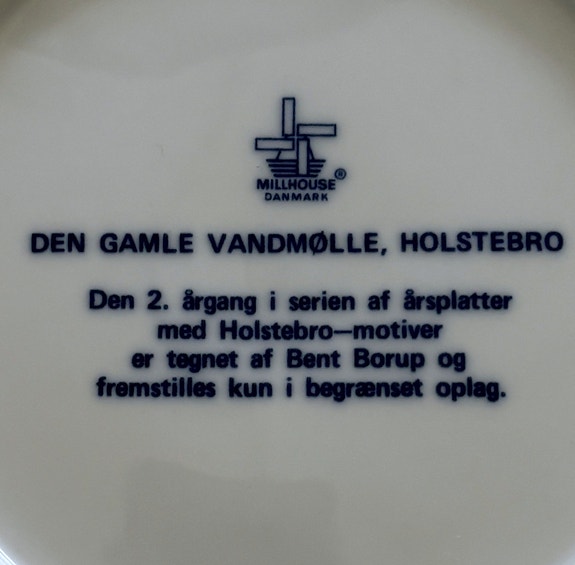 MILLHOUSE®
DANMARK
DEN GAMLE VANDMØLLE, HOLSTEBRO
Den 2. årgang i serien af årsplatter
med Holstebro—motiver
er tegnet af Bent Borup og
fremstilles kun i begrænset oplag.